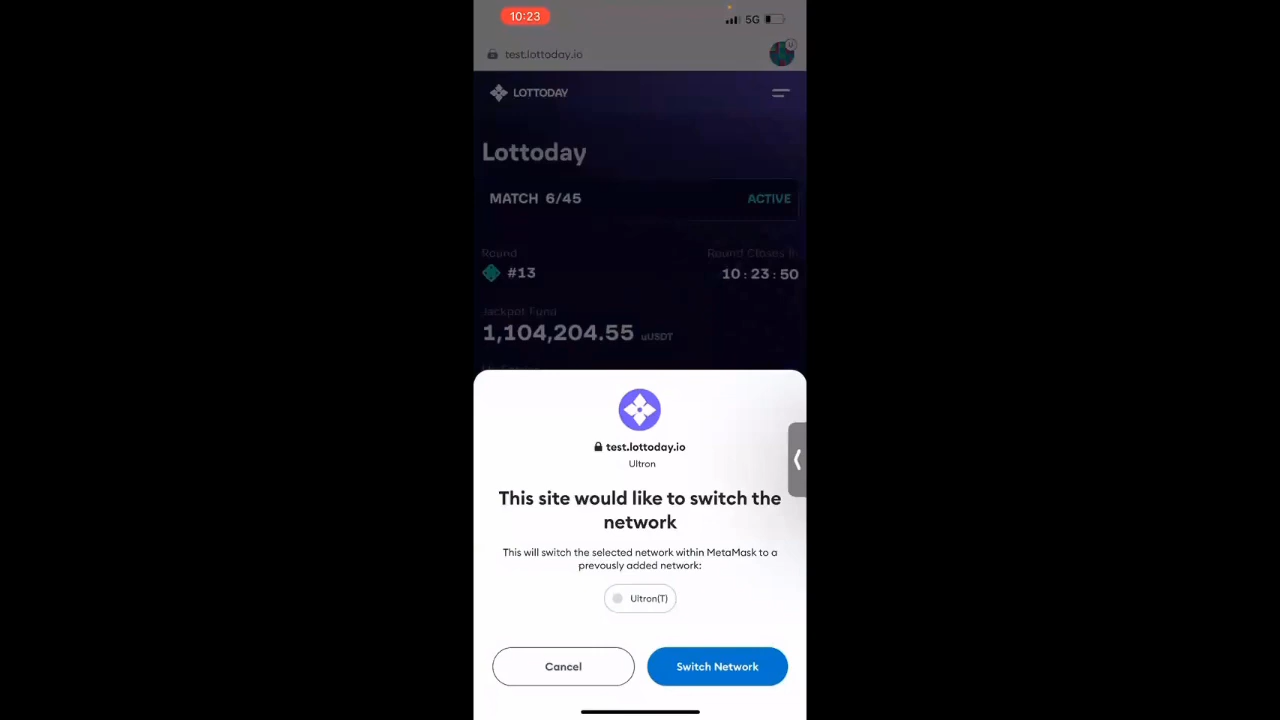 10:23
5G
test.lottoday.io
U
LOTTODAY
Lottoday
MATCH 6/45
ACTIVE
Round
Round Closes In
#13
10 : 23 : 50
Jackpot Fund
1,104,204.55 uUSDT
test.lottoday.io
Ultron
This site would like to switch the
network
This will switch the selected network within MetaMask to a
prevously added network:
Ultron(T)
Cancel
Switch Network